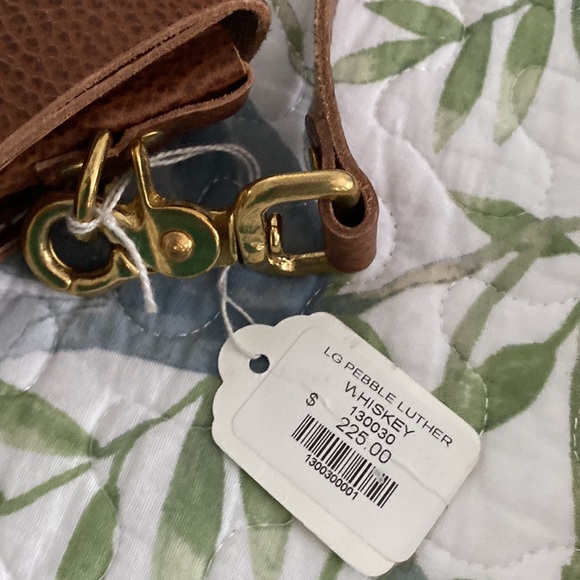 LG PEBBLE LUTHER
WHISKEY
130030
$ 225.00
1300300001